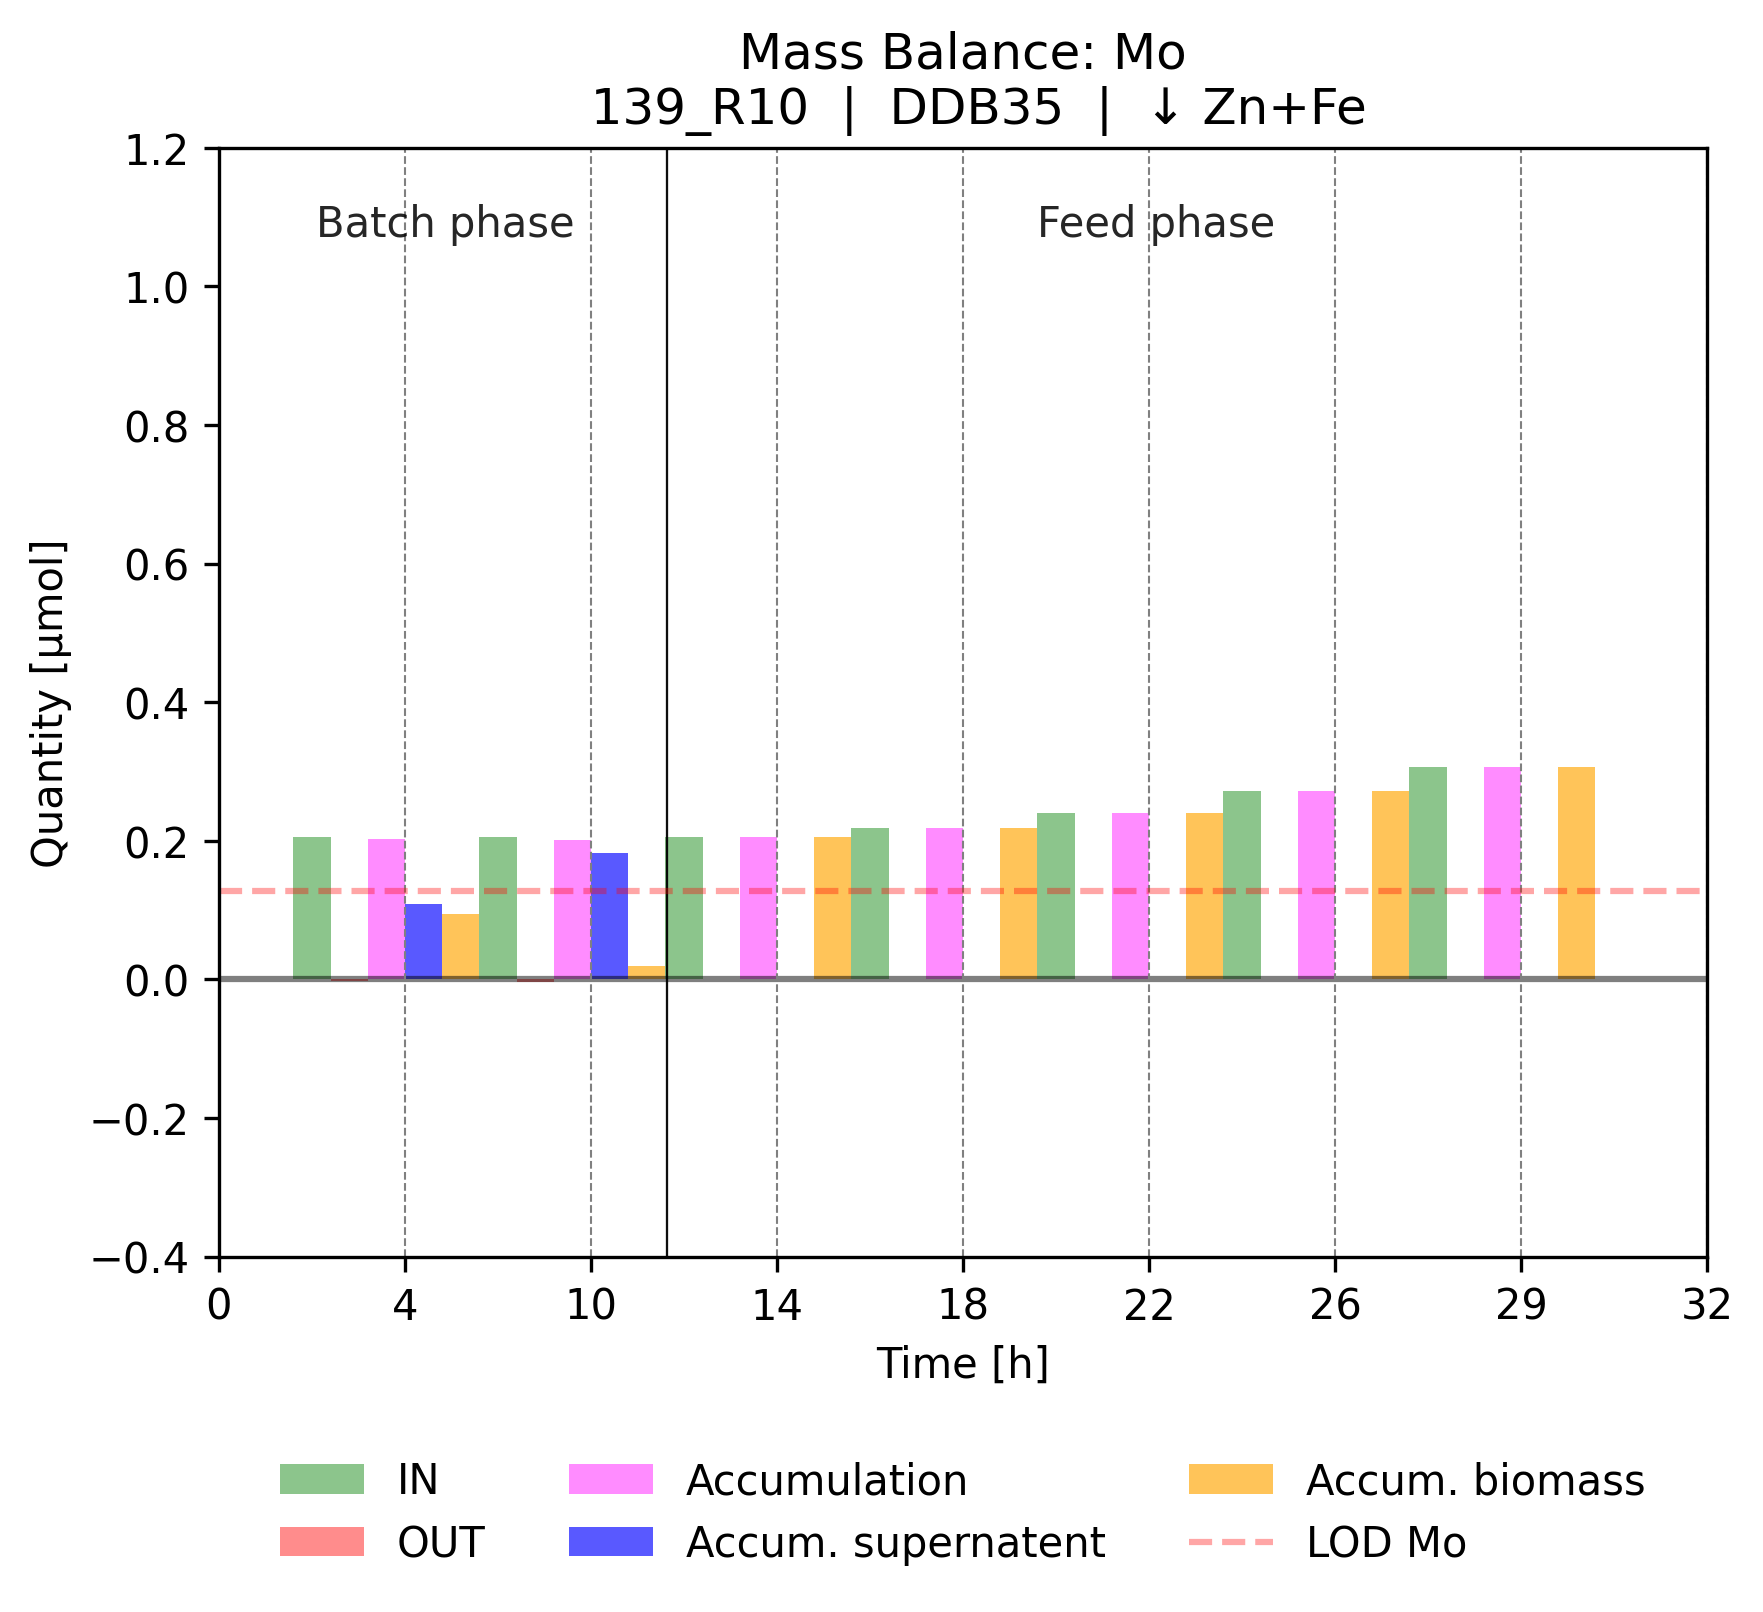 Mass Balance: Mo
139_R10 | DDB35 | ↓ Zn+Fe
Batch phase
Feed phase
Quantity [µmol]
1.2
1.0
0.8
0.6
0.4
0.2
0.0
−0.2
−0.4
0 4 10 14 18 22 26 29 32
Time [h]
IN Accumulation Accum. biomass
OUT Accum. supernatent LOD Mo